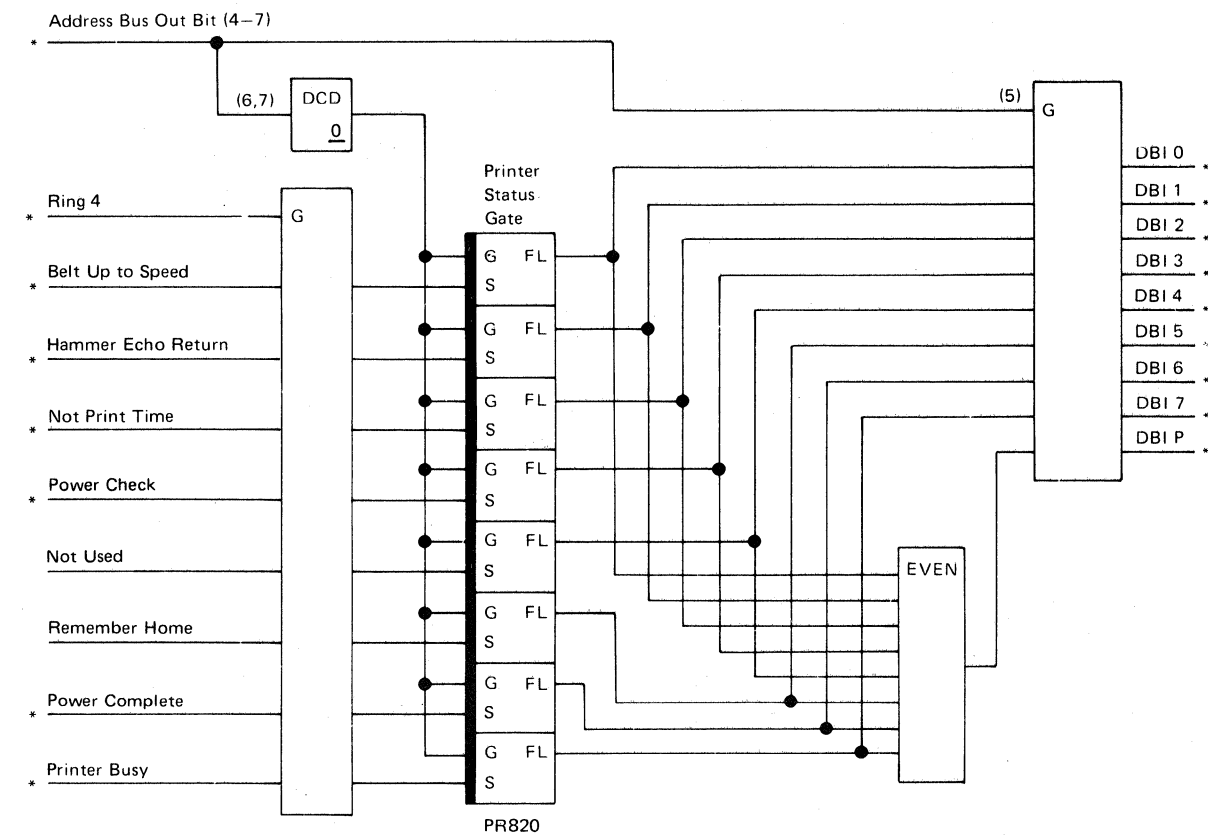 Address Bus Out Bit (4–7)
*
(6,7)
DCD
0
(5)
G
Printer
Status
Gate
Ring 4
*
G
Belt Up to Speed
*
Hammer Echo Return
*
Not Print Time
*
Power Check
*
Not Used
Remember Home
Power Complete
*
Printer Busy
*
G FL
S
G FL
S
G FL
S
G FL
S
G FL
S
G FL
S
G FL
S
G FL
S
PR820
EVEN
DBI 0
*
DBI 1
*
DBI 2
*
DBI 3
*
DBI 4
*
DBI 5
*
DBI 6
*
DBI 7
*
DBI P
*